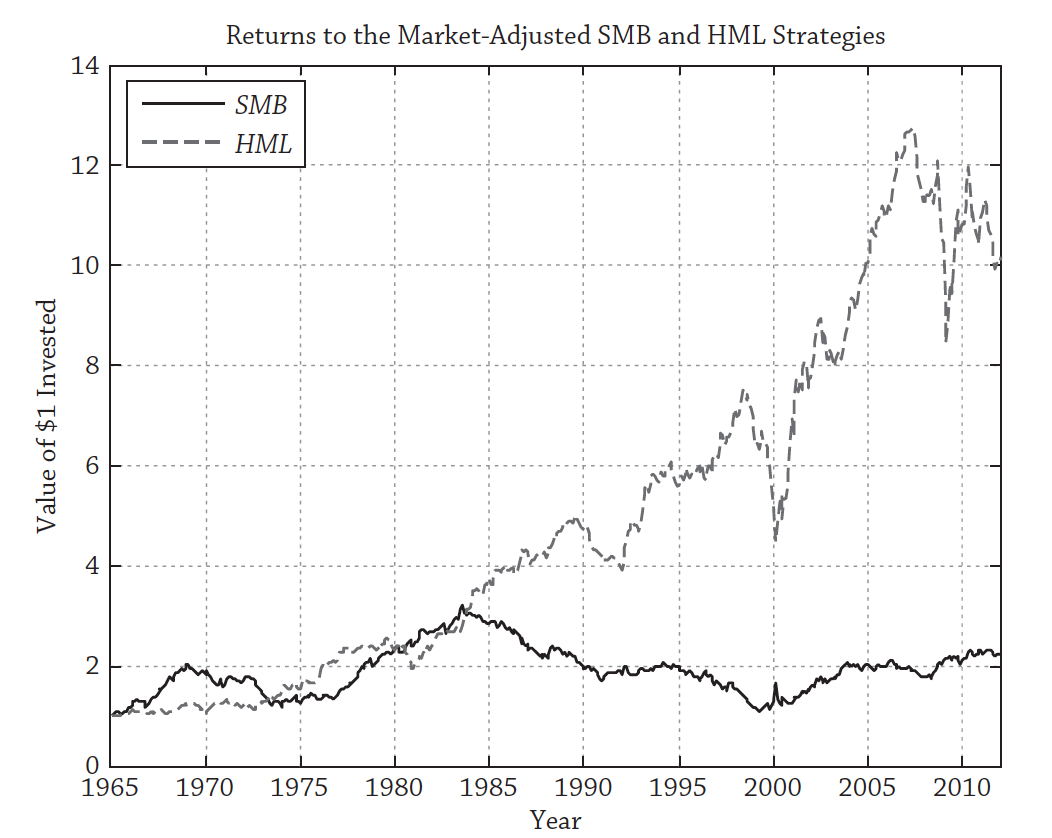 Returns to the Market-Adjusted SMB and HML Strategies
14
SMB
HML
12
10
8
6
4
2
0
Value of $1 Invested
1965 1970 1975 1980 1985 1990 1995 2000 2005 2010
Year